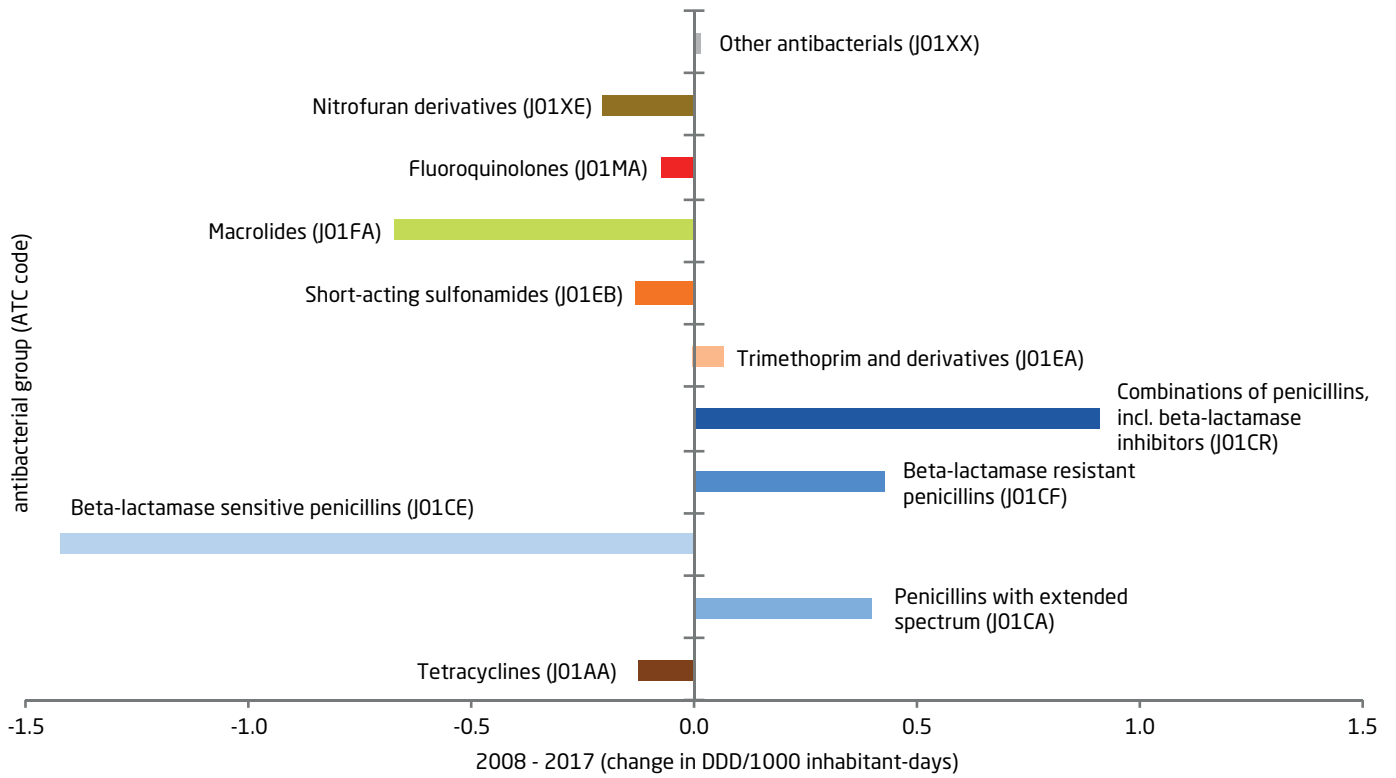 Other antibacterials (J01XX)
Nitrofuran derivatives (J01XE)
Fluoroquinolones (J01MA)
Macrolides (J01FA)
Short-acting sulfonamides (J01EB)
Trimethoprim and derivatives (J01EA)
Combinations of penicillins,
incl. beta-lactamase
inhibitors (J01CR)
Beta-lactamase resistant
penicillins (J01CF)
Beta-lactamase sensitive penicillins (J01CE)
Penicillins with extended
spectrum (J01CA)
Tetracyclines (J01AA)
antibacterial group (ATC code)
-1.5 -1.0 -0.5 0.0 0.5 1.0 1.5
2008 - 2017 (change in DDD/1000 inhabitant-days)